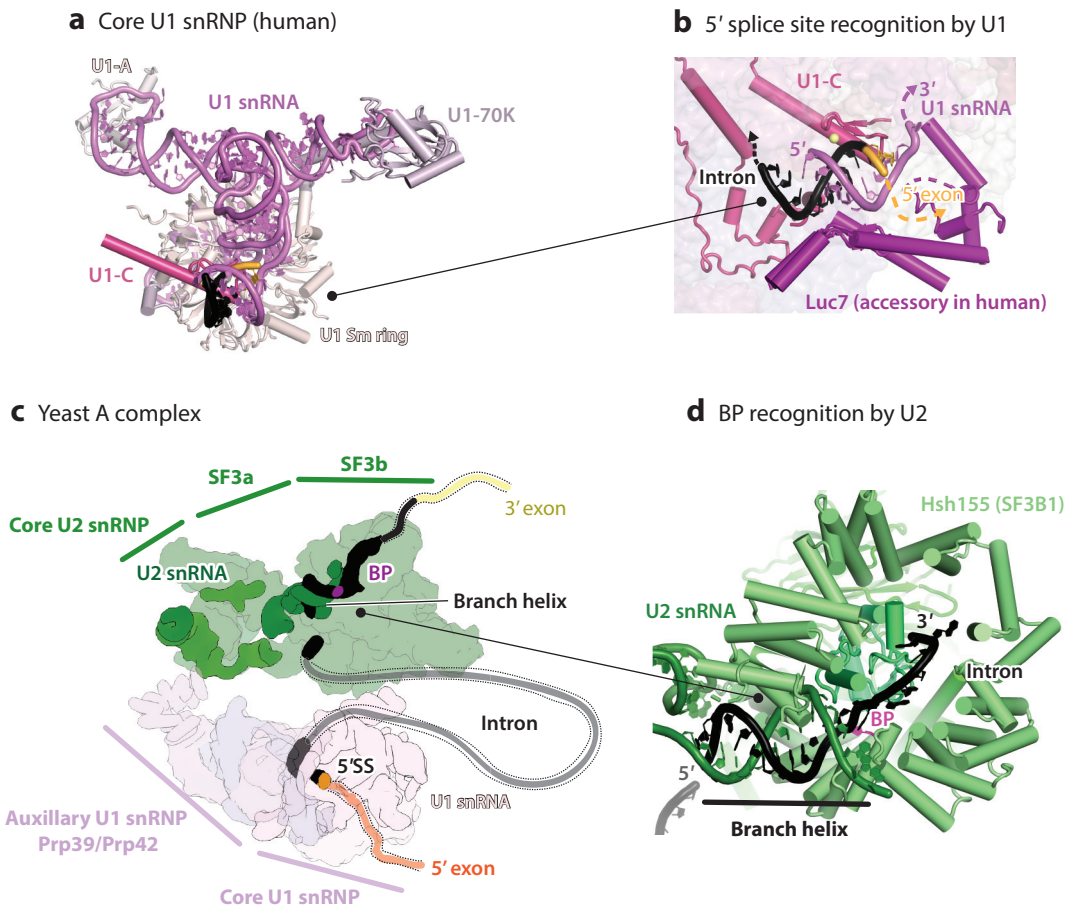 a Core U1 snRNP (human)
U1-A
U1 snRNA
U1-70K
U1-C
U1 Sm ring
b 5′ splice site recognition by U1
U1-C
3′
U1 snRNA
5′
Intron
5′ exon
Luc7 (accessory in human)
c Yeast A complex
SF3b
SF3a
3′ exon
Core U2 snRNP
U2 snRNA
BP
Branch helix
Intron
5′SS
U1 snRNA
Auxillary U1 snRNP
Prp39/Prp42
5′ exon
Core U1 snRNP
d BP recognition by U2
Hsh155 (SF3B1)
U2 snRNA
3′
Intron
BP
5′
Branch helix